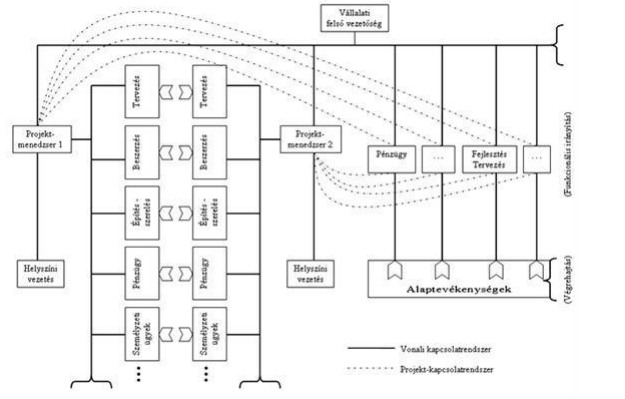 Vállalati
felső vezetőség
Projekt-
menedzser 1
Helyszíni
vezetés
Tervezés
Tervezés
Beszerzés
Beszerzés
Építés -
szerelés
Építés -
szerelés
Pénzügy
Pénzügy
Személyzeti
ügyek
Személyzeti
ügyek
Projekt-
menedzser 2
Helyszíni
vezetés
Pénzügy
...
Fejlesztés
Tervezés
...
(Funkcionális irányítás)
(Végrehajtás)
Alaptevékenységek
Vonali kapcsolatrendszer
Projekt-kapcsolatrendszer